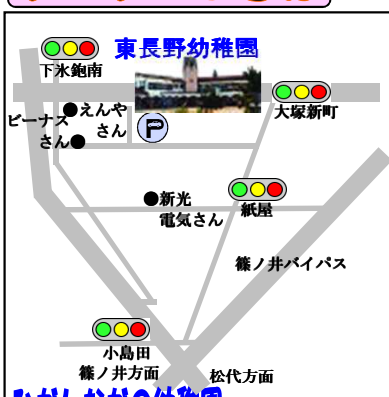 東長野幼稚園
下氷鉋南
大塚新町
●えんや
さん
P
ビーナス
さん●
●新光
電気さん
紙屋
篠ノ井バイパス
小島田
篠ノ井方面
松代方面